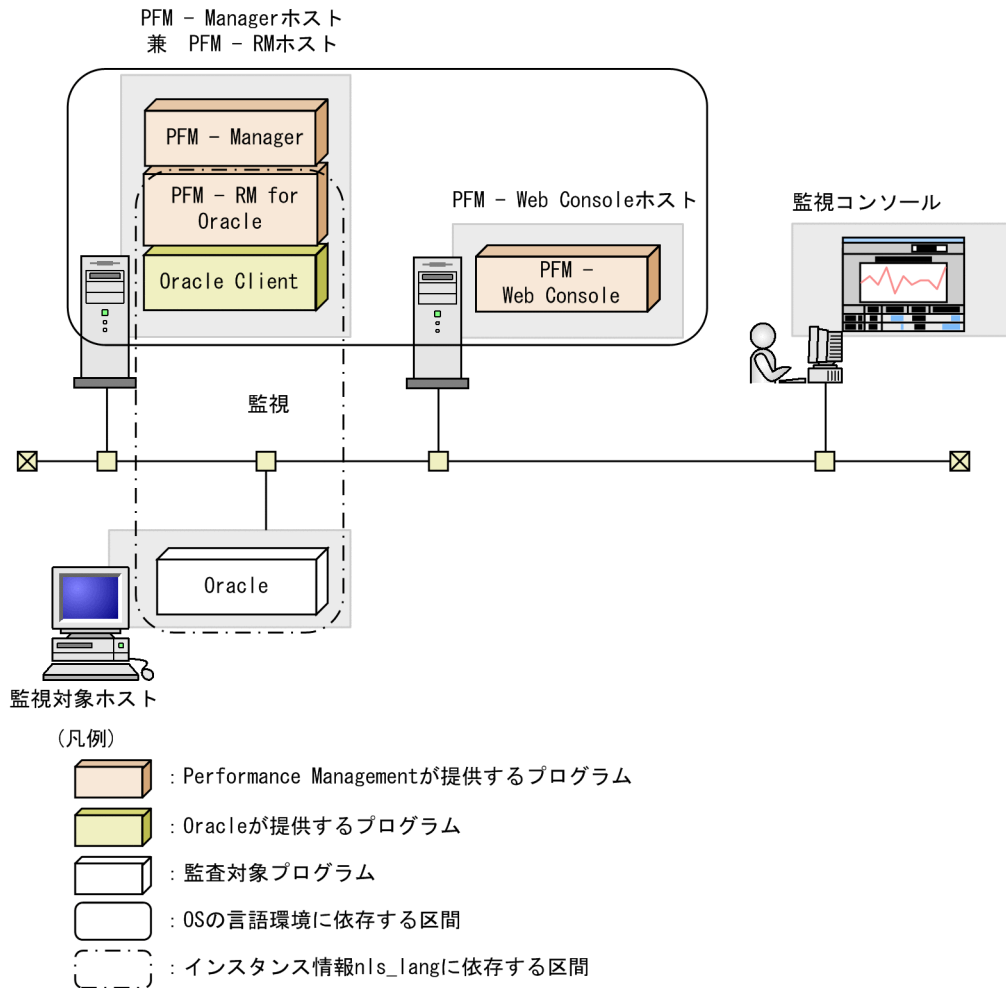 PFM - Managerホスト
兼 PFM - RMホスト
PFM - Manager
PFM - RM for
Oracle
Oracle Client
PFM - Web Consoleホスト
PFM -
Web Console
監視コンソール
監視
Oracle
監視対象ホスト
(凡例)
: Performance Managementが提供するプログラム
: Oracleが提供するプログラム
: 監査対象プログラム
: OSの言語環境に依存する区間
: インスタンス情報nls_langに依存する区間